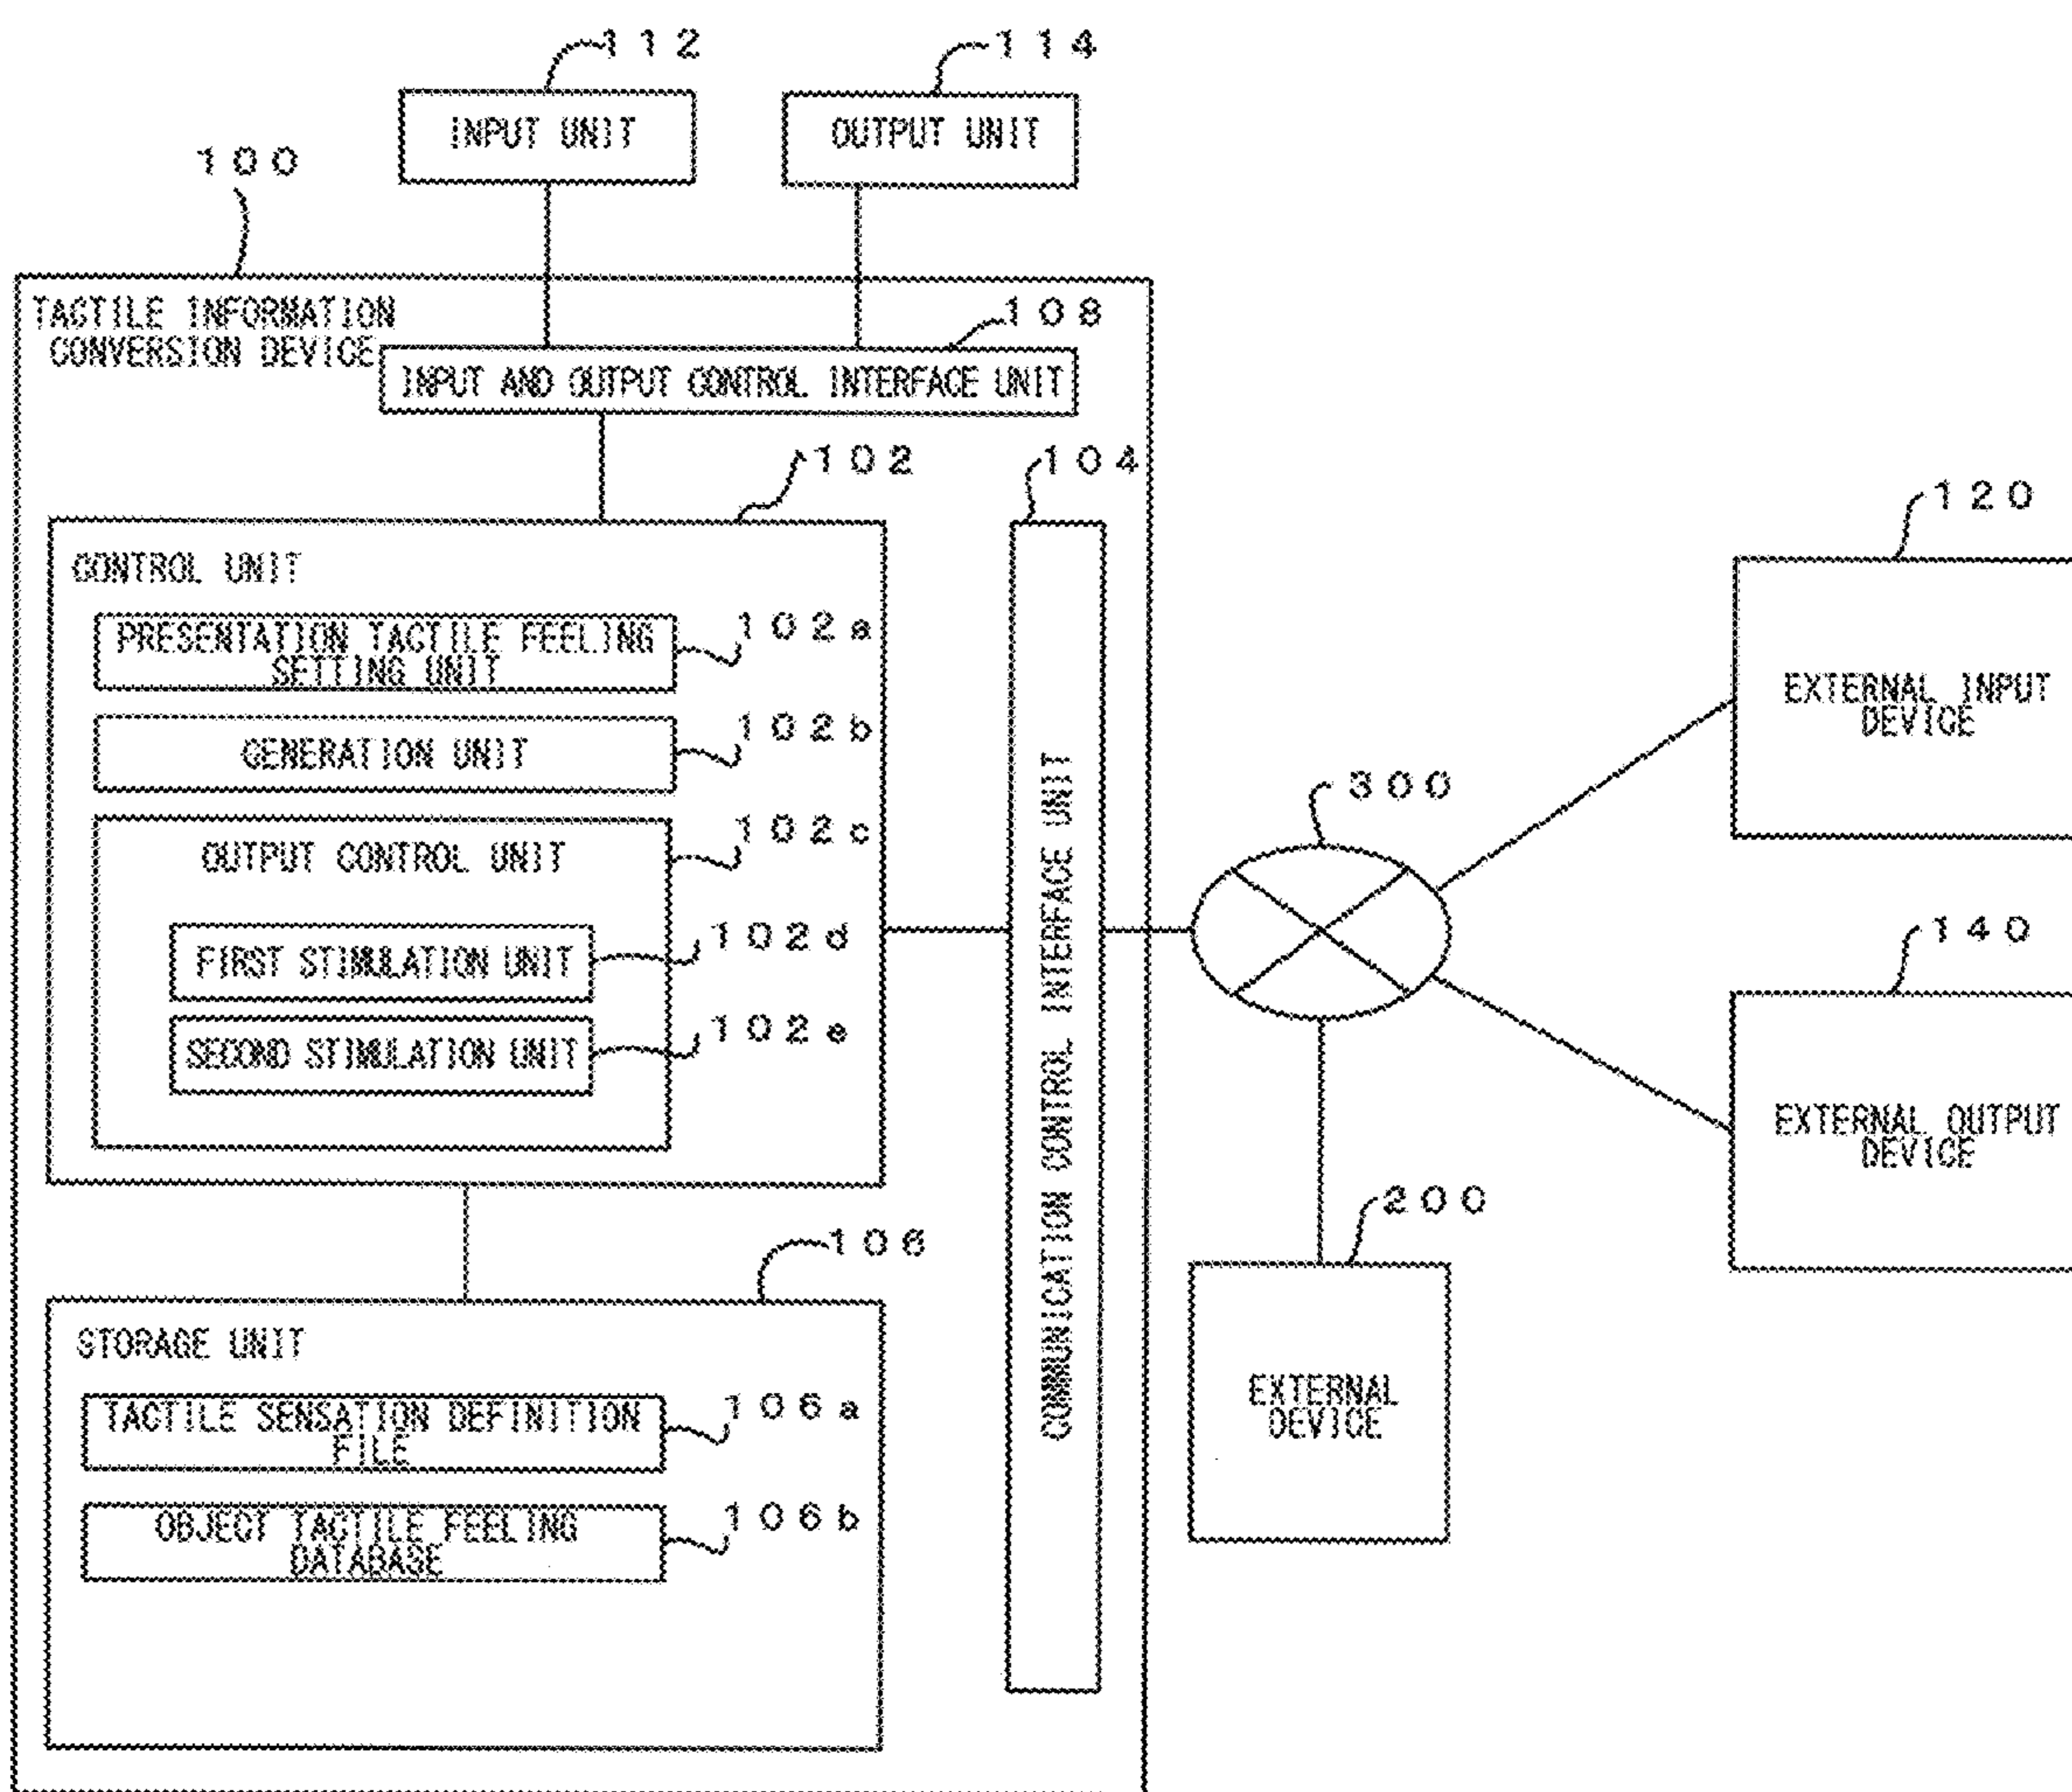 112
114
INPUT UNIT
OUTPUT UNIT
100
TACTILE INFORMATION
CONVERSION DEVICE
108
INPUT AND OUTPUT CONTROL INTERFACE UNIT
102
104
CONTROL UNIT
PRESENTATION TACTILE FEELING
SETTING UNIT
102a
GENERATION UNIT
102b
OUTPUT CONTROL UNIT
102c
FIRST STIMULATION UNIT
102d
SECOND STIMULATION UNIT
102e
COMMUNICATION CONTROL INTERFACE UNIT
106
STORAGE UNIT
TACTILE SENSATION DEFINITION
FILE
106a
OBJECT TACTILE FEELING
DATABASE
106b
300
120
EXTERNAL INPUT
DEVICE
140
EXTERNAL OUTPUT
DEVICE
200
EXTERNAL
DEVICE